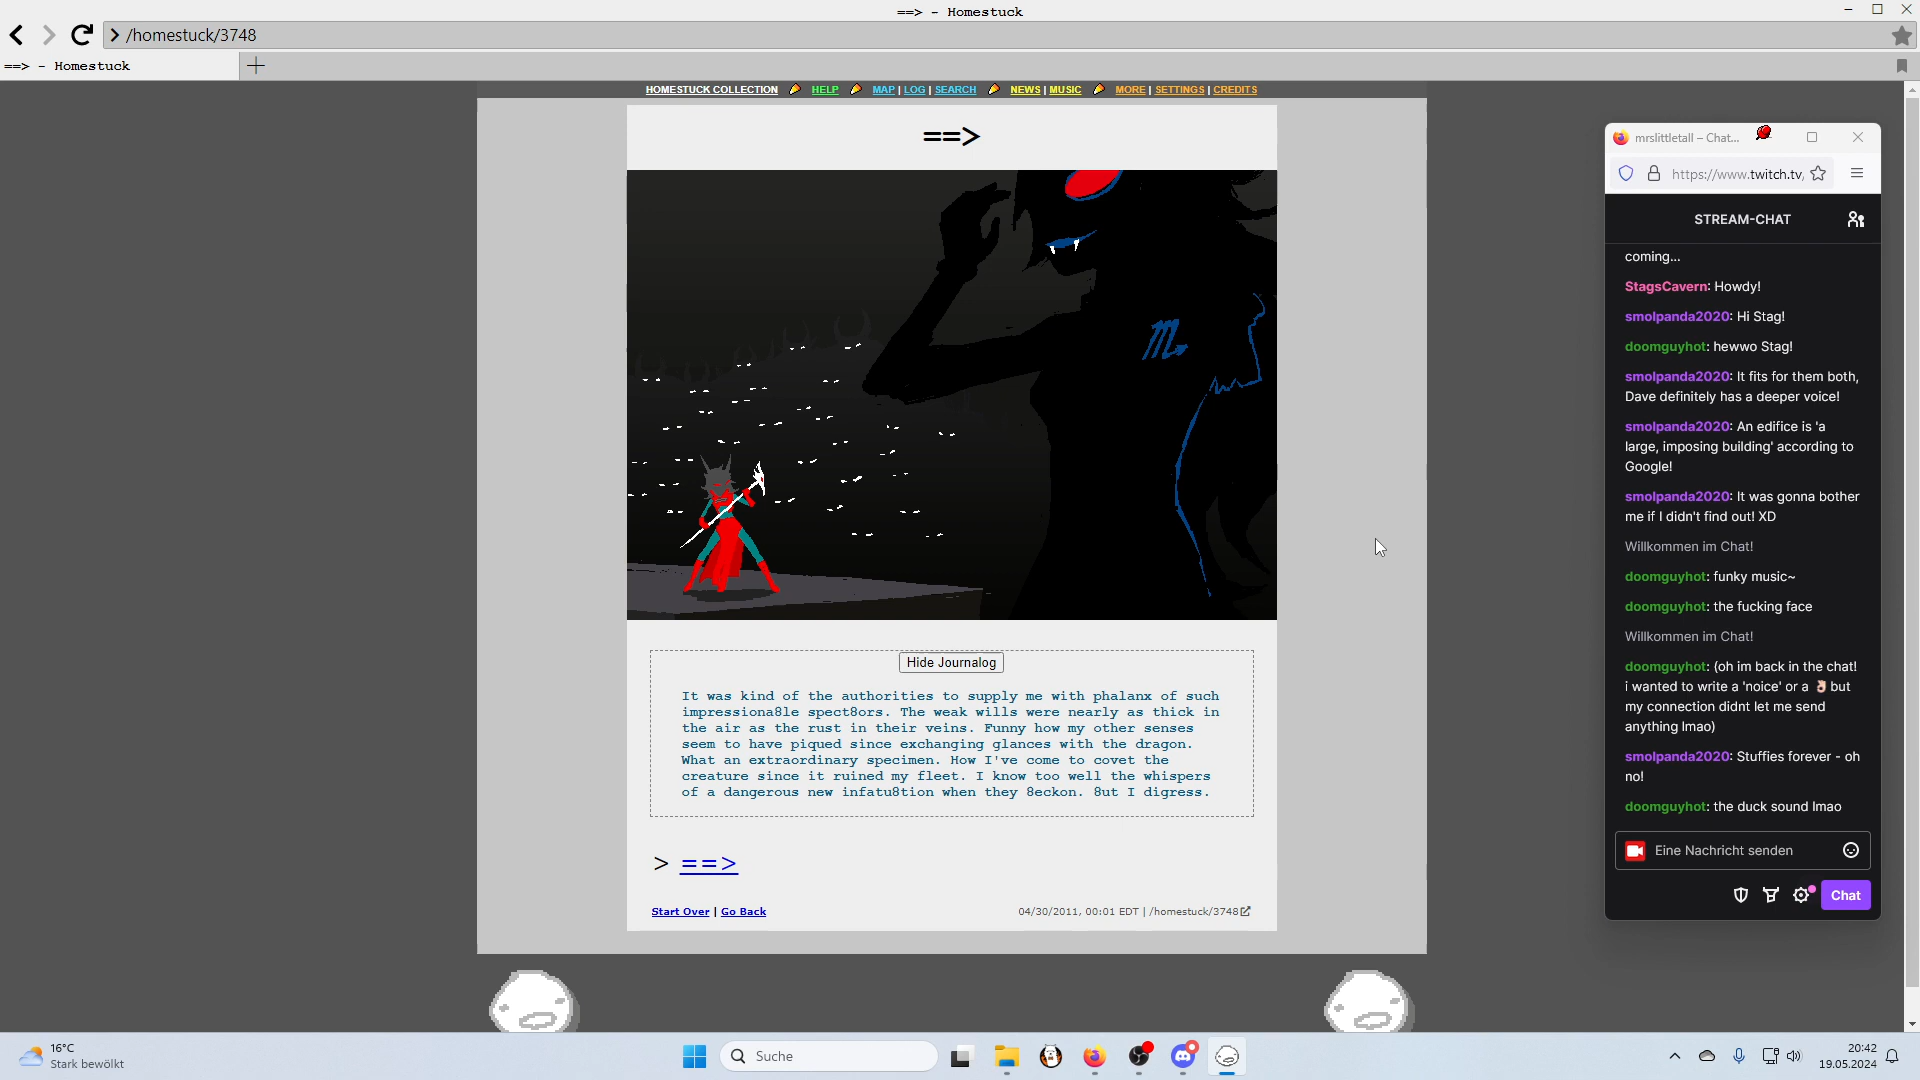 ==> - Homestuck
/homestuck/3748
==> - Homestuck
HOMESTUCK COLLECTION HELP MAP | LOG | SEARCH NEWS | MUSIC MORE | SETTINGS | CREDITS
==>
Hide Journalog
It was kind of the authorities to supply me with phalanx of such
impressiona8le spect8ors. The weak wills were nearly as thick in
the air as the rust in their veins. Funny how my other senses
seem to have piqued since exchanging glances with the dragon.
What an extraordinary specimen. How I've come to covet the
creature since it ruined my fleet. I know too well the whispers
of a dangerous new infatu8tion when they 8eckon. 8ut I digress.
> ==>
Start Over | Go Back
04/30/2011, 00:01 EDT | /homestuck/3748
mrslittletall – Chat...
https://www.twitch.tv/
STREAM-CHAT
coming...
StagsCavern: Howdy!
smolpanda2020: Hi Stag!
doomguyhot: hewwo Stag!
smolpanda2020: It fits for them both,
Dave definitely has a deeper voice!
smolpanda2020: An edifice is 'a
large, imposing building' according to
Google!
smolpanda2020: It was gonna bother
me if I didn't find out! XD
Willkommen im Chat!
doomguyhot: funky music~
doomguyhot: the fucking face
Willkommen im Chat!
doomguyhot: (oh im back in the chat!
i wanted to write a 'noice' or a 👌 but
my connection didnt let me send
anything lmao)
smolpanda2020: Stuffies forever - oh
no!
doomguyhot: the duck sound lmao
Eine Nachricht senden
Chat
16°C
Stark bewölkt
Suche
20:42
19.05.2024